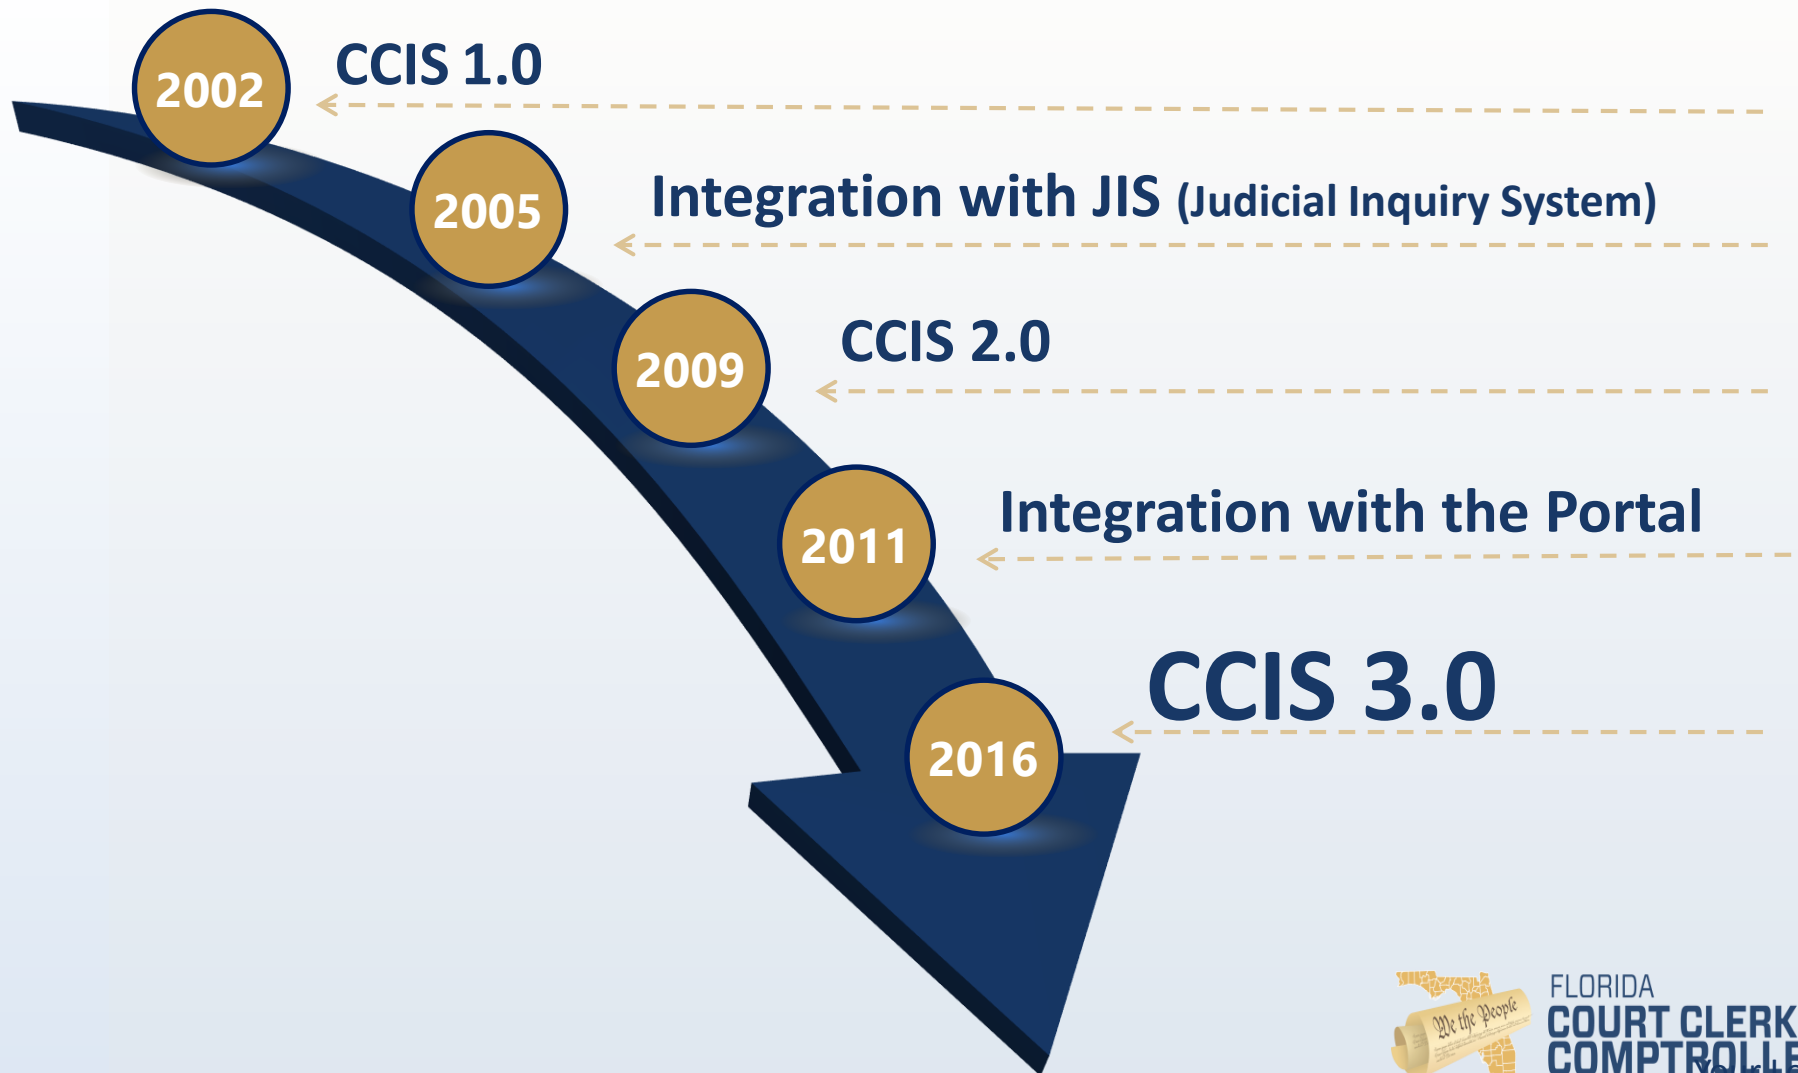 2002
CCIS 1.0
2005
Integration with JIS (Judicial Inquiry System)
2009
CCIS 2.0
2011
Integration with the Portal
2016
CCIS 3.0
We the People
FLORIDA
COURT CLERK
COMPTROLLE